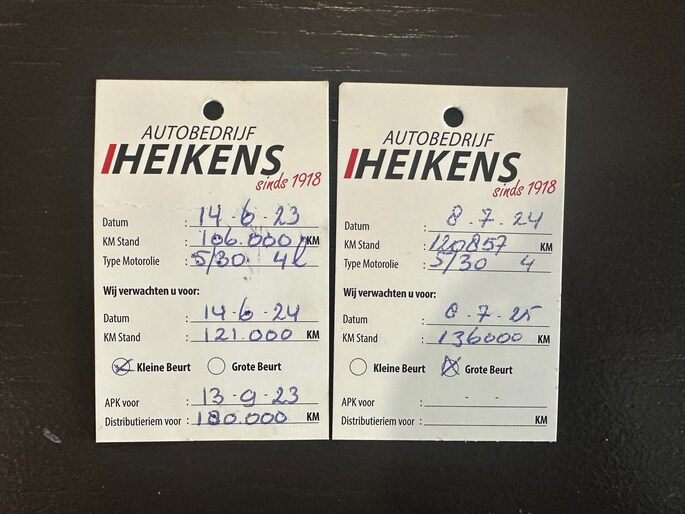 AUTOBEDRIJF
HEIKENS
sinds 1918
Datum : 14-6-23
KM Stand : 106.000 KM
Type Motorolie : 5/30 4l
Wij verwachten u voor:
Datum : 14-6-24
KM Stand : 121.000 KM
Kleine Beurt Grote Beurt
APK voor : 13-9-23
Distributieriem voor : 180.000 KM
AUTOBEDRIJF
HEIKENS
sinds 1918
Datum : 8-7-24
KM Stand : 120857 KM
Type Motorolie : 5/30 4
Wij verwachten u voor:
Datum : 8-7-25
KM Stand : 136000 KM
Kleine Beurt Grote Beurt
APK voor : - -
Distributieriem voor : KM